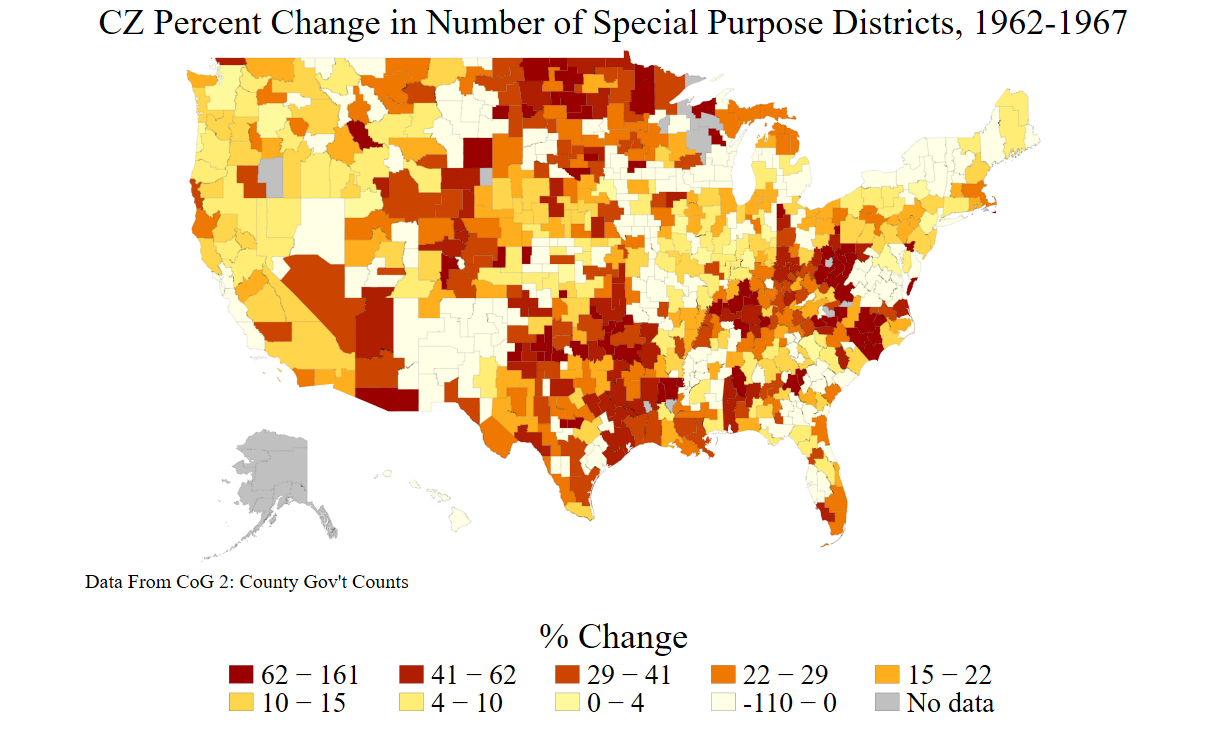 CZ Percent Change in Number of Special Purpose Districts, 1962-1967
Data From CoG 2: County Gov't Counts
% Change
62 − 161 41 − 62 29 − 41 22 − 29 15 − 22
10 − 15 4 − 10 0 − 4 -110 − 0 No data